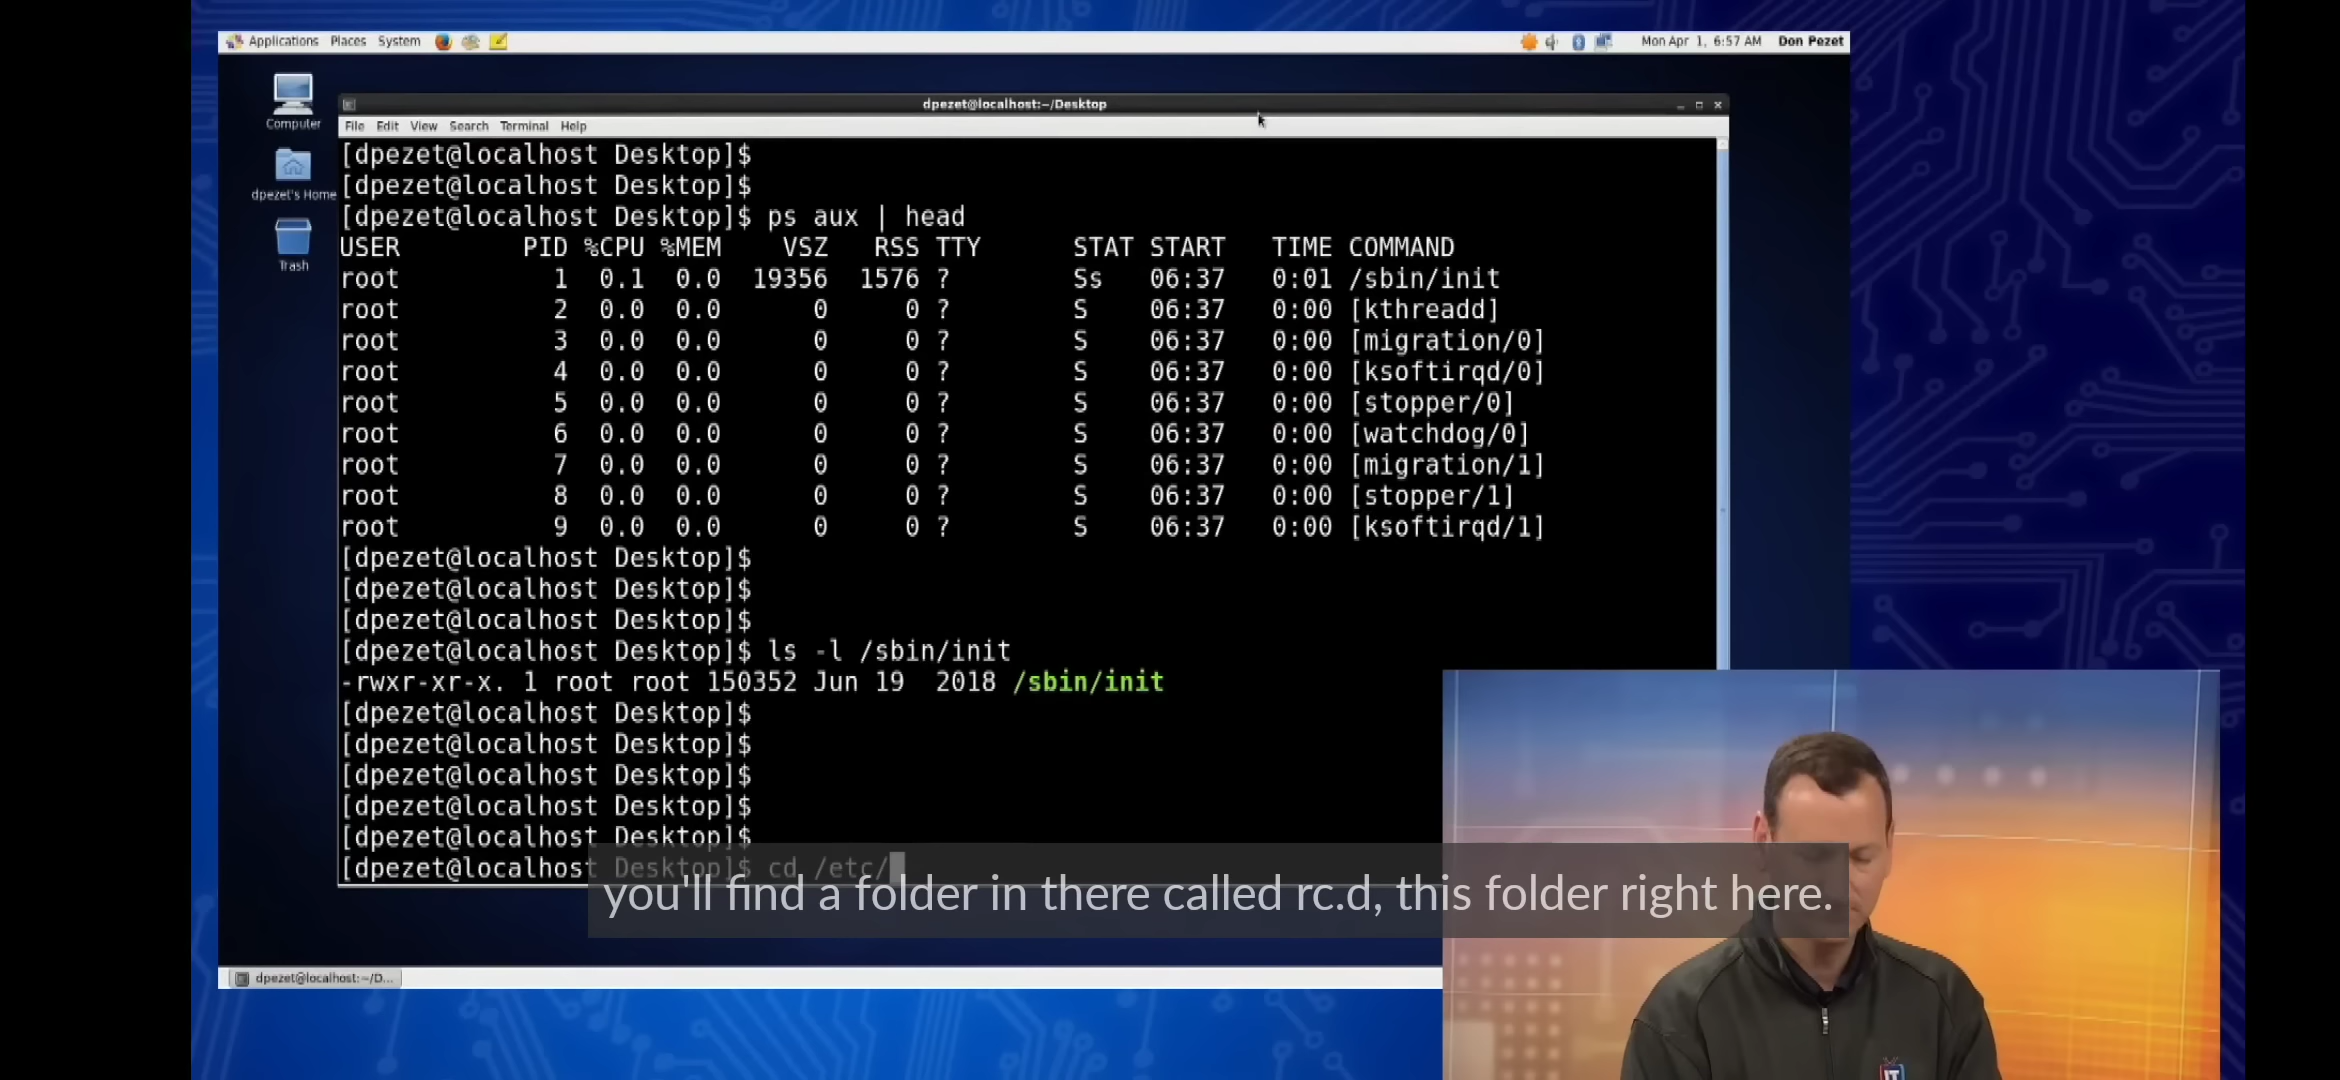 Applications Places System Mon Apr 1, 6:57 AM Don Pezet
Computer
dpezet's Home
Trash
dpezet@localhost:~/Desktop
File Edit View Search Terminal Help
[dpezet@localhost Desktop]$
[dpezet@localhost Desktop]$
[dpezet@localhost Desktop]$ ps aux | head
USER PID %CPU %MEM VSZ RSS TTY STAT START TIME COMMAND
root 1 0.1 0.0 19356 1576 ? Ss 06:37 0:01 /sbin/init
root 2 0.0 0.0 0 0 ? S 06:37 0:00 [kthreadd]
root 3 0.0 0.0 0 0 ? S 06:37 0:00 [migration/0]
root 4 0.0 0.0 0 0 ? S 06:37 0:00 [ksoftirqd/0]
root 5 0.0 0.0 0 0 ? S 06:37 0:00 [stopper/0]
root 6 0.0 0.0 0 0 ? S 06:37 0:00 [watchdog/0]
root 7 0.0 0.0 0 0 ? S 06:37 0:00 [migration/1]
root 8 0.0 0.0 0 0 ? S 06:37 0:00 [stopper/1]
root 9 0.0 0.0 0 0 ? S 06:37 0:00 [ksoftirqd/1]
[dpezet@localhost Desktop]$
[dpezet@localhost Desktop]$
[dpezet@localhost Desktop]$
[dpezet@localhost Desktop]$ ls -l /sbin/init
-rwxr-xr-x. 1 root root 150352 Jun 19 2018 /sbin/init
[dpezet@localhost Desktop]$
[dpezet@localhost Desktop]$
[dpezet@localhost Desktop]$
[dpezet@localhost Desktop]$
[dpezet@localhost Desktop]$
[dpezet@localhost Desktop]$ cd /etc/
you'll find a folder in there called rc.d, this folder right here.
dpezet@localhost:~/D...
IT